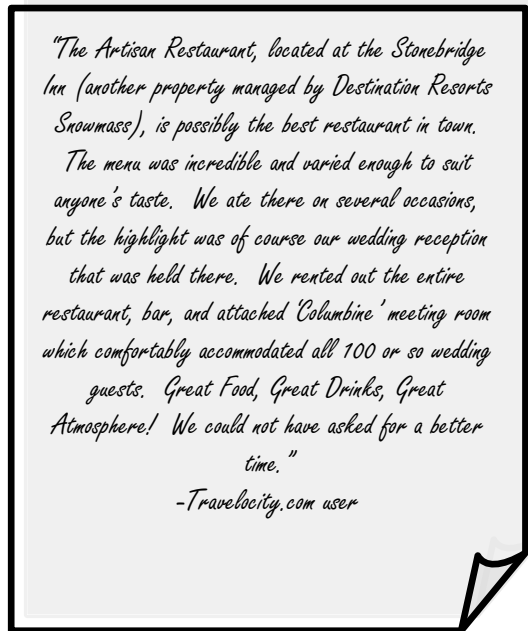 "The Artisan Restaurant, located at the Stonebridge
Inn (another property managed by Destination Resorts
Snowmass), is possibly the best restaurant in town.
The menu was incredible and varied enough to suit
anyone's taste.  We ate there on several occasions,
but the highlight was of course our wedding reception
that was held there.  We rented out the entire
restaurant, bar, and attached 'Columbine' meeting room
which comfortably accommodated all 100 or so wedding
guests.  Great Food, Great Drinks, Great
Atmosphere!  We could not have asked for a better
time."
-Travelocity.com user